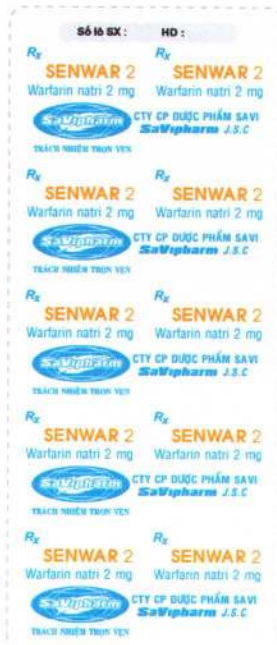 Số lô SX : HD :
Rx Rx
SENWAR 2 SENWAR 2
Warfarin natri 2 mg Warfarin natri 2 mg
SaVipharm CTY CP DƯỢC PHẨM SAVI
SaVipharm J.S.C
TRÁCH NHIỆM TRỌN VẸN
Rx Rx
SENWAR 2 SENWAR 2
Warfarin natri 2 mg Warfarin natri 2 mg
SaVipharm CTY CP DƯỢC PHẨM SAVI
SaVipharm J.S.C
TRÁCH NHIỆM TRỌN VẸN
Rx Rx
SENWAR 2 SENWAR 2
Warfarin natri 2 mg Warfarin natri 2 mg
SaVipharm CTY CP DƯỢC PHẨM SAVI
SaVipharm J.S.C
TRÁCH NHIỆM TRỌN VẸN
Rx Rx
SENWAR 2 SENWAR 2
Warfarin natri 2 mg Warfarin natri 2 mg
SaVipharm CTY CP DƯỢC PHẨM SAVI
SaVipharm J.S.C
TRÁCH NHIỆM TRỌN VẸN
Rx Rx
SENWAR 2 SENWAR 2
Warfarin natri 2 mg Warfarin natri 2 mg
SaVipharm CTY CP DƯỢC PHẨM SAVI
SaVipharm J.S.C
TRÁCH NHIỆM TRỌN VẸN